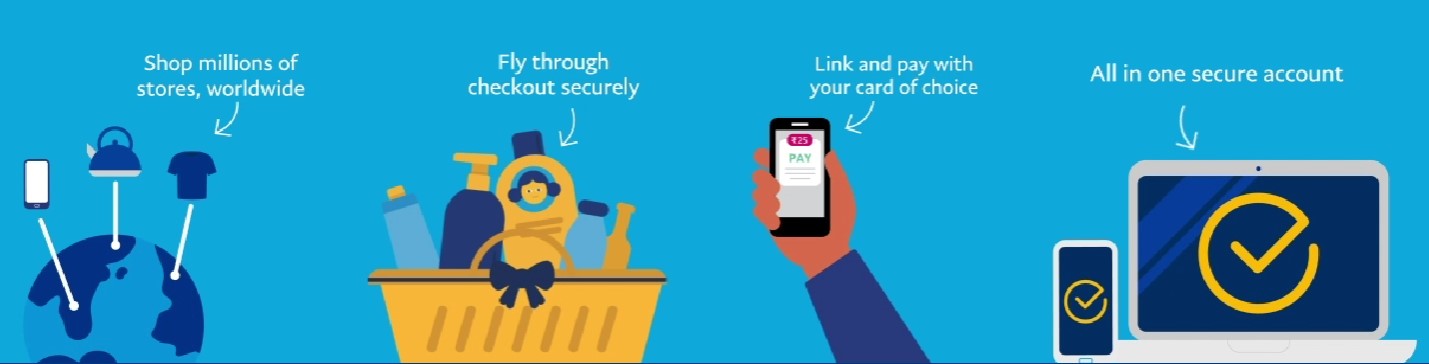 Shop millions of
stores, worldwide
Fly through
checkout securely
Link and pay with
your card of choice
₹25
PAY
All in one secure account